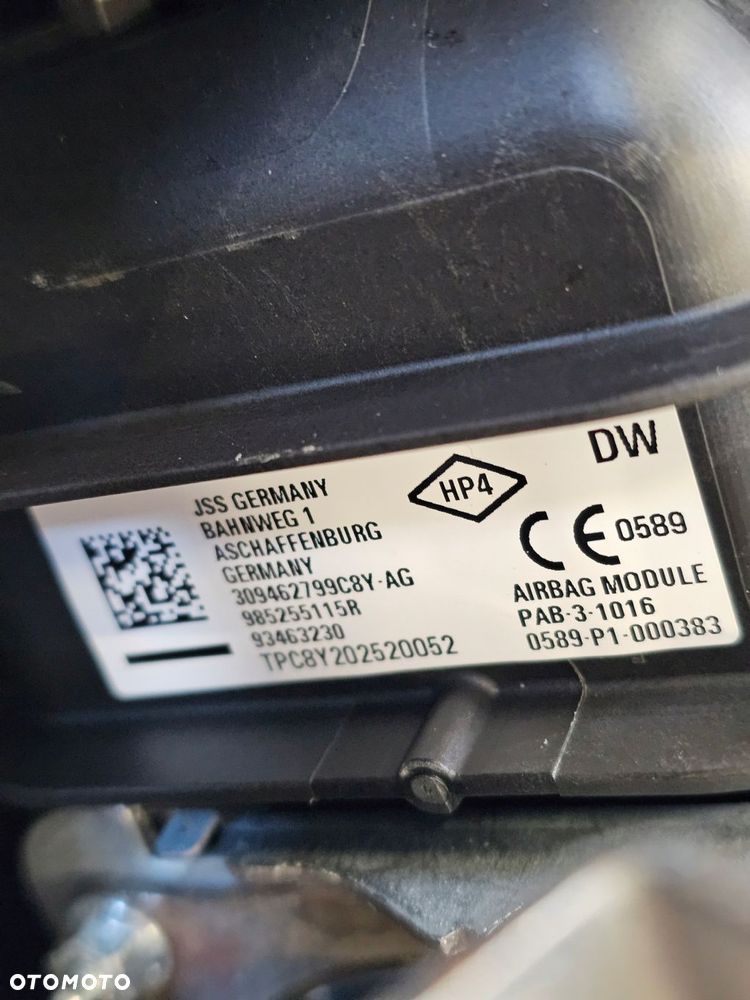 JSS GERMANY
BAHNWEG 1
ASCHAFFENBURG
GERMANY
309462799C8Y-AG
985255115R
93463230
TPC8Y202520052
HP4
DW
CE 0589
AIRBAG MODULE
PAB-3-1016
0589-P1-000383
OTOMOTO